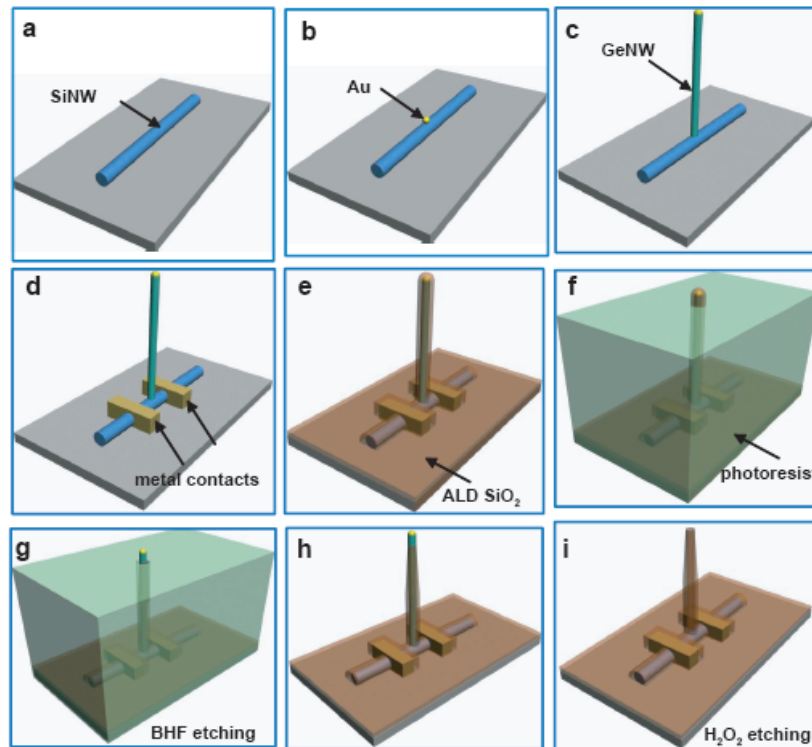 a
SiNW
b
Au
c
GeNW
d
metal contacts
e
ALD SiO₂
f
photoresis
g
BHF etching
h
i
H₂O₂ etching